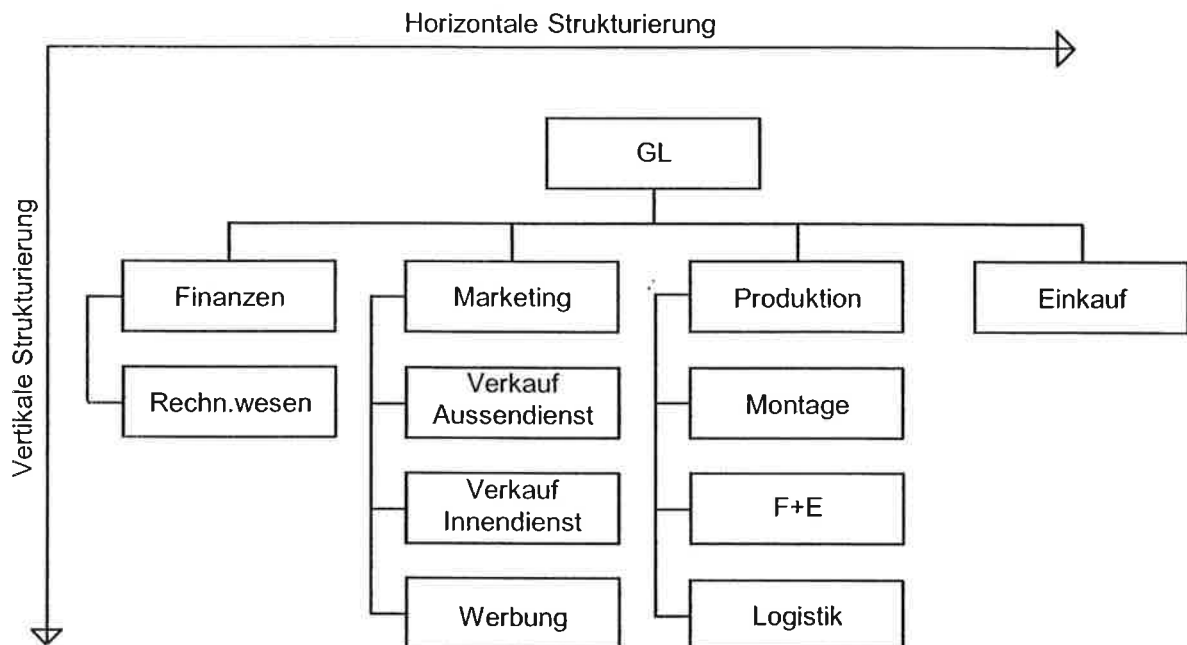 Horizontale Strukturierung
Vertikale Strukturierung
GL
Finanzen
Marketing
Produktion
Einkauf
Rechn.wesen
Verkauf
Aussendienst
Montage
Verkauf
Innendienst
F+E
Werbung
Logistik